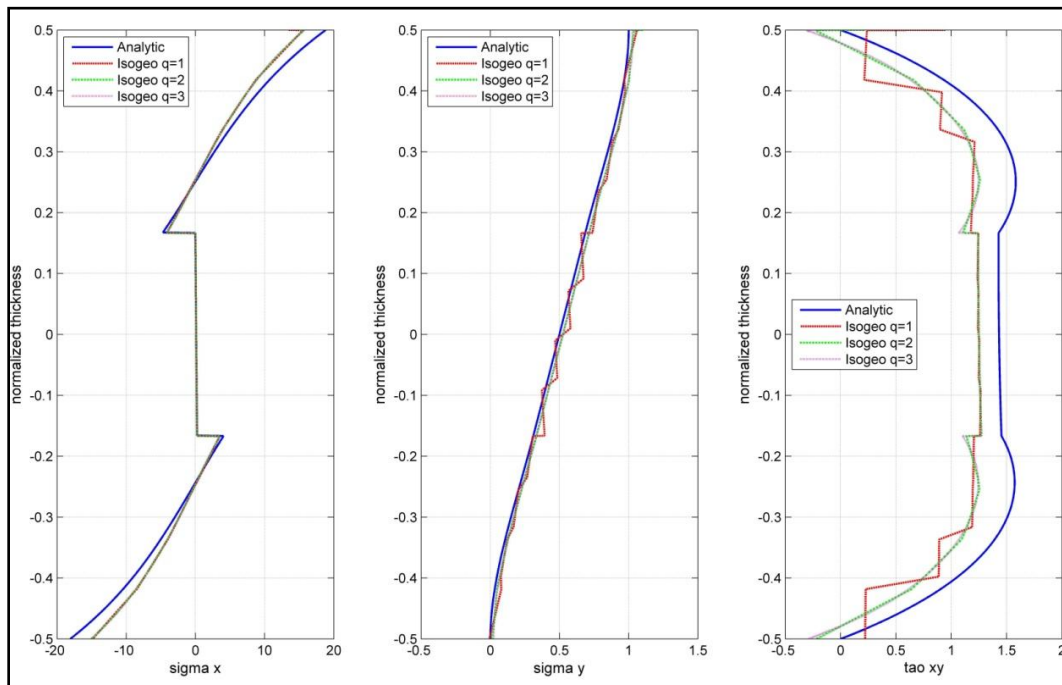 0.5
0.4
0.3
0.2
0.1
0
-0.1
-0.2
-0.3
-0.4
-0.5
normalized thickness
-20
-10
0
10
20
sigma x
Analytic
Isogeo q=1
Isogeo q=2
Isogeo q=3
0.5
0.4
0.3
0.2
0.1
0
-0.1
-0.2
-0.3
-0.4
-0.5
normalized thickness
-0.5
0
0.5
1
1.5
sigma y
Analytic
Isogeo q=1
Isogeo q=2
Isogeo q=3
0.5
0.4
0.3
0.2
0.1
0
-0.1
-0.2
-0.3
-0.4
-0.5
normalized thickness
-0.5
0
0.5
1
1.5
2
tao xy
Analytic
Isogeo q=1
Isogeo q=2
Isogeo q=3